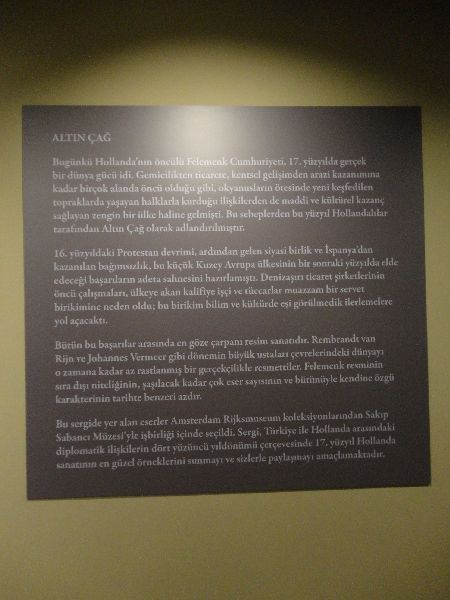 ALTIN ÇAĞ
Bugünkü Hollanda'nın öncülü Felemenk Cumhuriyeti, 17. yüzyılda gerçek
bir dünya gücü idi. Gemicilikten ticarete, kentsel gelişimden arazi kazanımına
kadar birçok alanda öncü olduğu gibi, okyanusların ötesinde yeni keşfedilen
topraklarda yaşayan halklarla kurduğu ilişkilerden de maddi ve kültürel kazanç
sağlayan zengin bir ülke haline gelmişti. Bu sebeplerden bu yüzyıl Hollandalılar
tarafından Altın Çağ olarak adlandırılmıştır.
16. yüzyıldaki Protestan devrimi, ardından gelen siyasi birlik ve İspanya'dan
kazanılan bağımsızlık, bu küçük Kuzey Avrupa ülkesinin bir sonraki yüzyılda elde
edeceği başarıların adeta sahnesini hazırlamıştı. Denizaşırı ticaret şirketlerinin
öncü çalışmaları, ülkeye akan kalifiye işçi ve tüccarlar muazzam bir servet
birikimine neden oldu; bu birikim bilim ve kültürde eşi görülmedik ilerlemelere
yol açacaktı.
Bütün bu başarılar arasında en göze çarpanı resim sanatıdır. Rembrandt van
Rijn ve Johannes Vermeer gibi dönemin büyük ustaları çevrelerindeki dünyayı
o zamana kadar az rastlanmış bir gerçekçilikle resmettiler. Felemenk resminin
sıra dışı niteliğinin, şaşılacak kadar çok eser sayısının ve bütünüyle kendine özgü
karakterinin tarihte benzeri azdır.
Bu sergide yer alan eserler Amsterdam Rijksmuseum koleksiyonlarından Sakıp
Sabancı Müzesi'yle işbirliği içinde seçildi. Sergi, Türkiye ile Hollanda arasındaki
diplomatik ilişkilerin dört yüzüncü yıldönümü çerçevesinde 17. yüzyıl Hollanda
sanatının en güzel örneklerini sunmayı ve sizlerle paylaşmayı amaçlamaktadır.